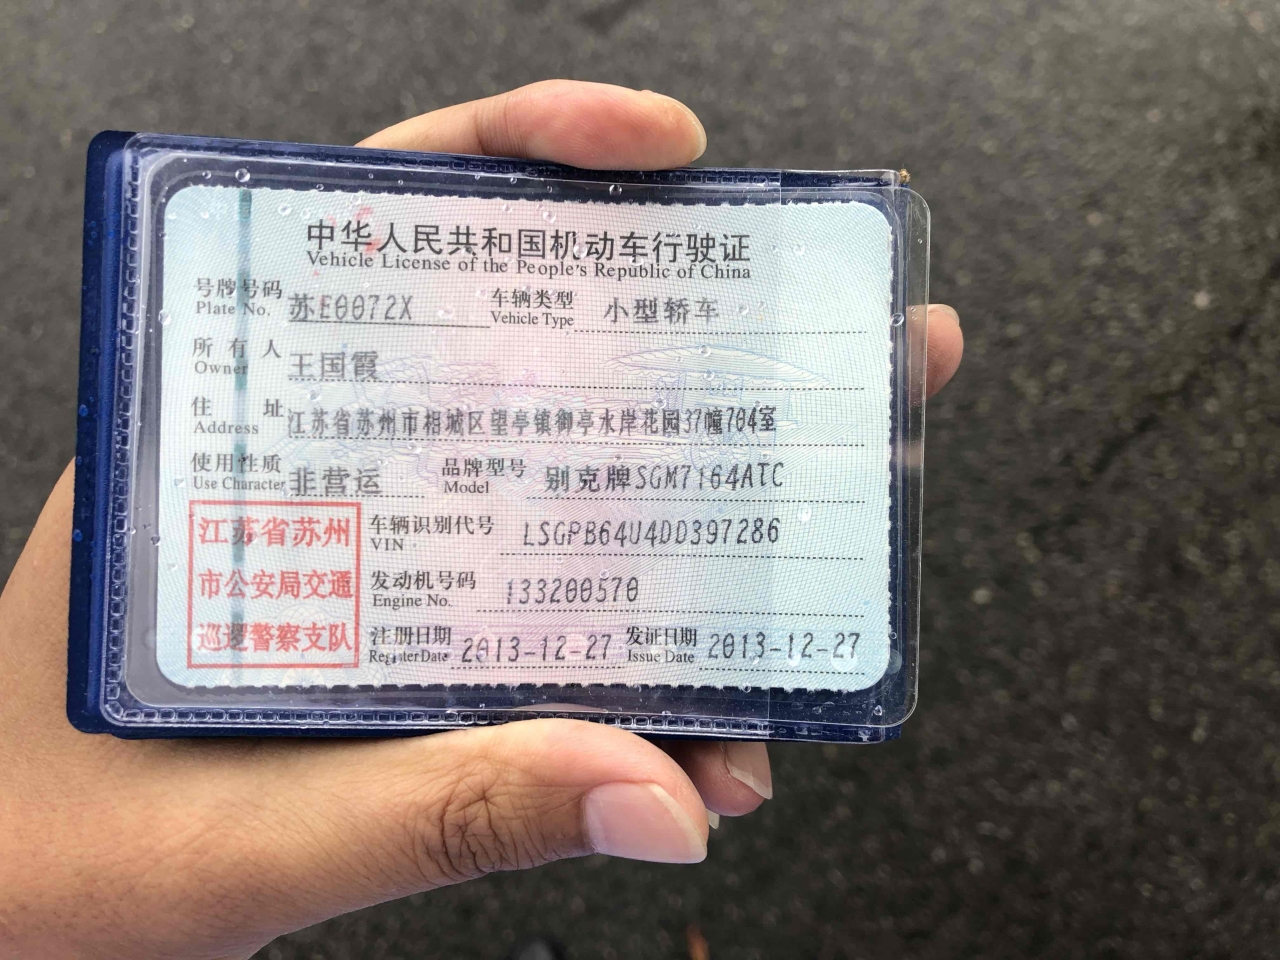 中华人民共和国机动车行驶证
Vehicle License of the People's Republic of China
号牌号码 苏E0072X 车辆类型 小型轿车
Plate No. Vehicle Type
所有人 王国霞
Owner
住址 江苏省苏州市相城区望亭镇御亭水岸花园37幢704室
Address
使用性质 非营运 品牌型号 别克牌SGM7164ATC
Use Character Model
江苏省苏州
市公安局交通
巡逻警察支队
车辆识别代号 LSGPB64U4DD397286
VIN
发动机号码 133200570
Engine No.
注册日期 2013-12-27 发证日期 2013-12-27
Register Date Issue Date